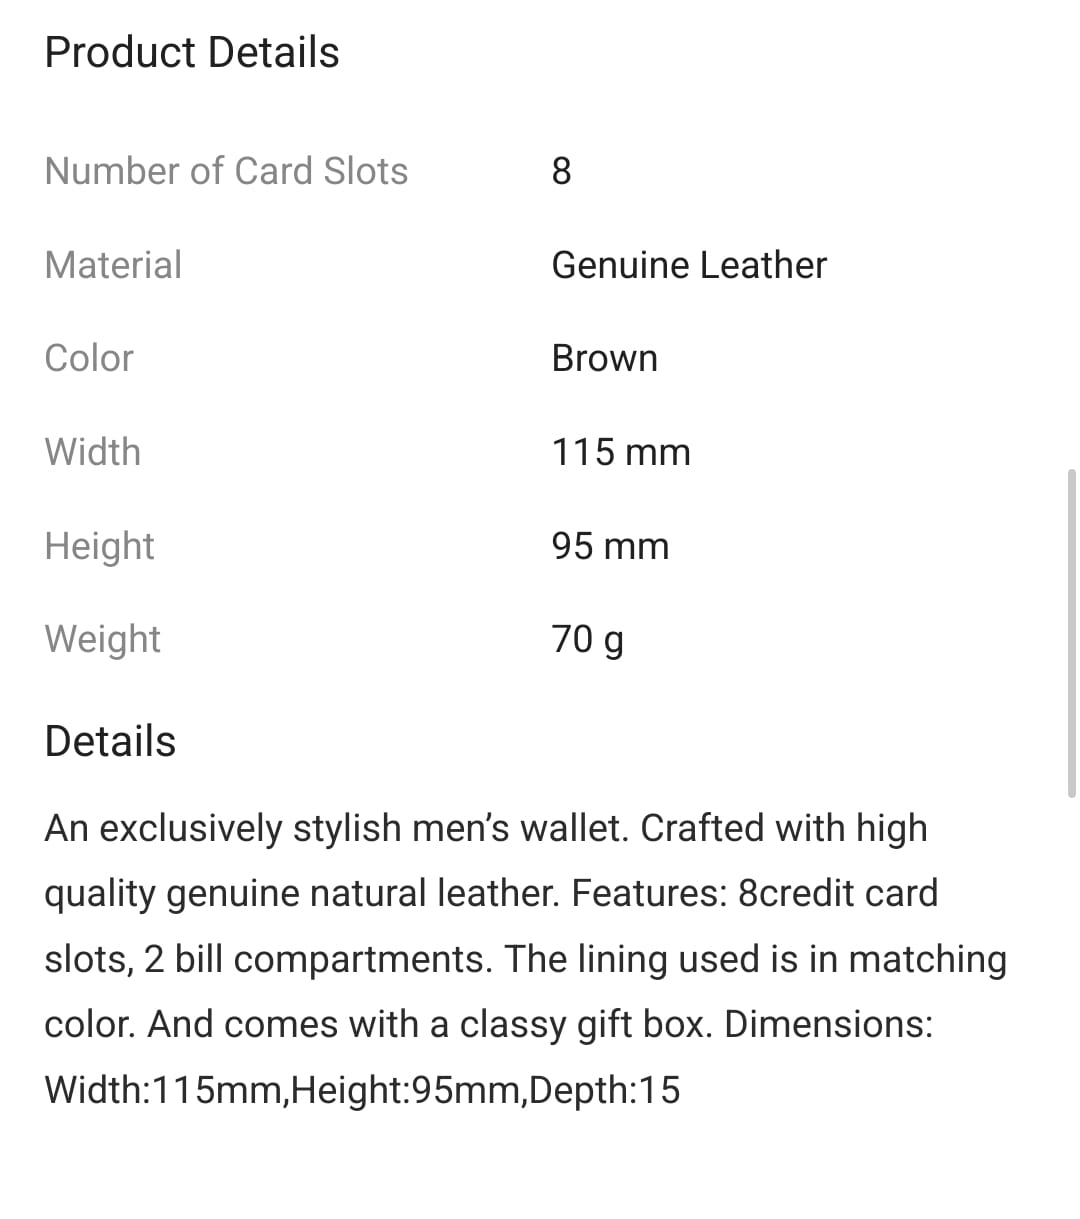 Product Details
Number of Card Slots 8
Material Genuine Leather
Color Brown
Width 115 mm
Height 95 mm
Weight 70 g
Details
An exclusively stylish men’s wallet. Crafted with high
quality genuine natural leather. Features: 8credit card
slots, 2 bill compartments. The lining used is in matching
color. And comes with a classy gift box. Dimensions:
Width:115mm,Height:95mm,Depth:15